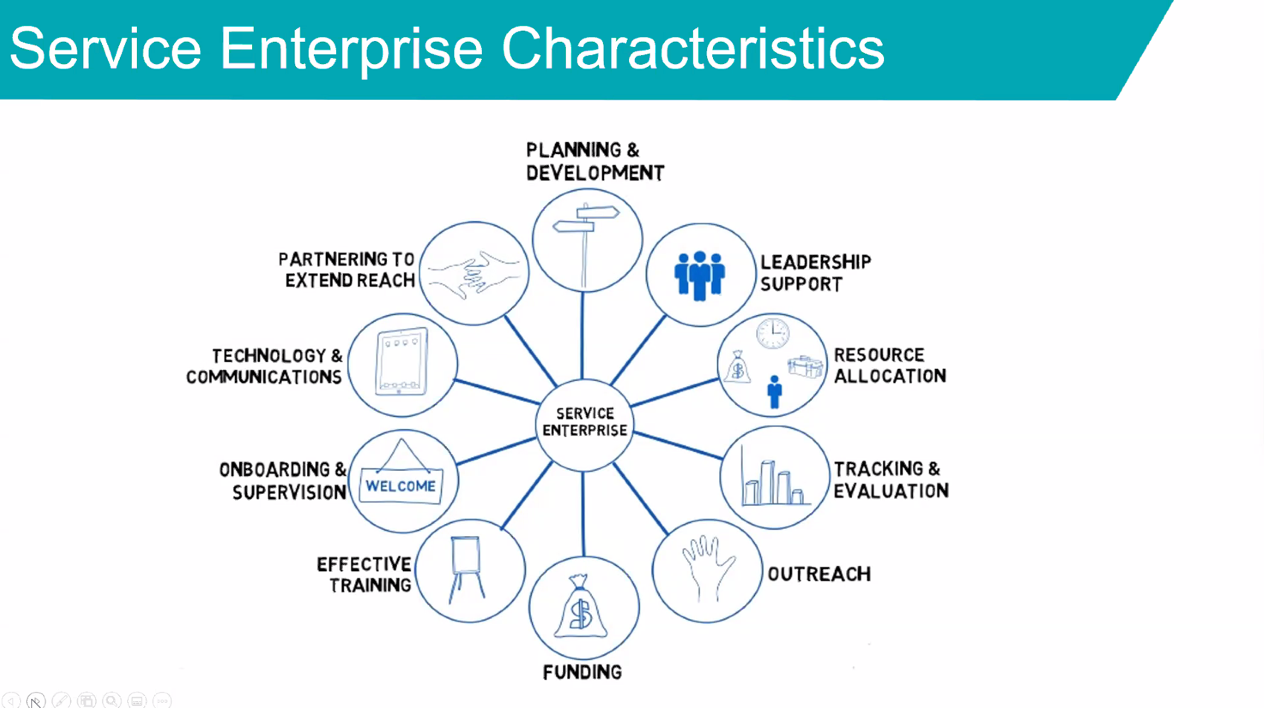 Service Enterprise Characteristics
PLANNING &
DEVELOPMENT
LEADERSHIP
SUPPORT
RESOURCE
ALLOCATION
TRACKING &
EVALUATION
OUTREACH
FUNDING
EFFECTIVE
TRAINING
ONBOARDING &
SUPERVISION
WELCOME
TECHNOLOGY &
COMMUNICATIONS
PARTNERING TO
EXTEND REACH
SERVICE
ENTERPRISE
$
$